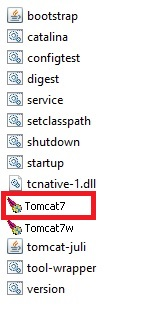 bootstrap
catalina
configtest
digest
service
setclasspath
shutdown
startup
tcnative-1.dll
Tomcat7
Tomcat7w
tomcat-juli
tool-wrapper
version